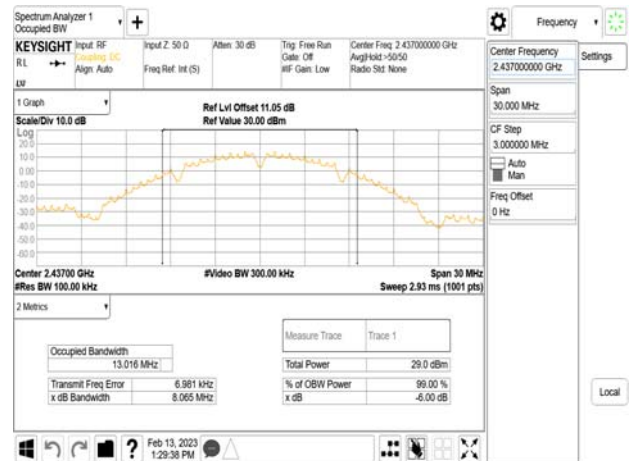 Spectrum Analyzer 1
Occupied BW
Frequency
KEYSIGHT
RL
LXI
Input: RF
Coupling: DC
Align: Auto
Input Z: 50 Ω
Freq Ref: Int (S)
Atten: 30 dB
Trig: Free Run
Gate: Off
#IF Gain: Low
Center Freq: 2.437000000 GHz
Avg|Hold:>50/50
Radio Std: None
Center Frequency
2.437000000 GHz
Settings
Span
30.000 MHz
CF Step
3.000000 MHz
Auto
Man
Freq Offset
0 Hz
1 Graph
Ref Lvl Offset 11.05 dB
Scale/Div 10.0 dB
Ref Value 30.00 dBm
Log
20.0
10.0
0.00
-10.0
-20.0
-30.0
-40.0
-50.0
-60.0
Center 2.43700 GHz
#Video BW 300.00 kHz
Span 30 MHz
#Res BW 100.00 kHz
Sweep 2.93 ms (1001 pts)
2 Metrics
Measure Trace
Trace 1
Occupied Bandwidth
13.016 MHz
Total Power
29.0 dBm
Transmit Freq Error
6.981 kHz
% of OBW Power
99.00 %
x dB Bandwidth
8.065 MHz
x dB
-6.00 dB
Local
?
Feb 13, 2023
1:29:38 PM